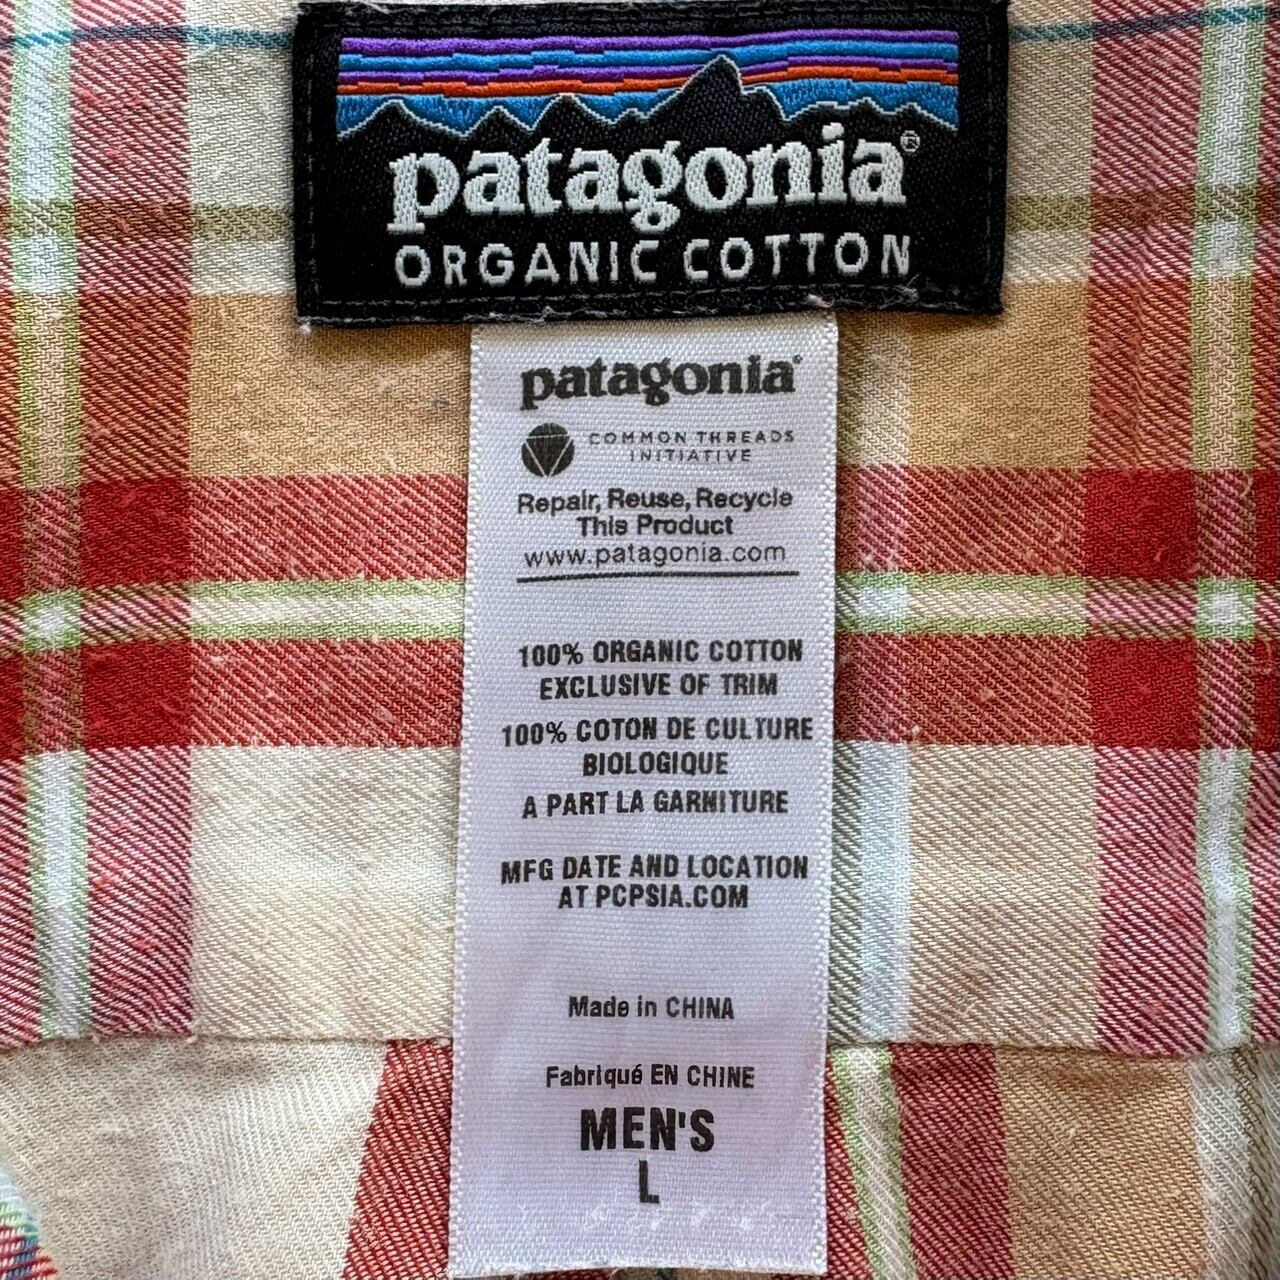 patagonia®
ORGANIC COTTON
patagonia®
COMMON THREADS
INITIATIVE
Repair, Reuse, Recycle
This Product
www.patagonia.com
100% ORGANIC COTTON
EXCLUSIVE OF TRIM
100% COTON DE CULTURE
BIOLOGIQUE
A PART LA GARNITURE
MFG DATE AND LOCATION
AT PCPSIA.COM
Made in CHINA
Fabriqué EN CHINE
MEN'S
L